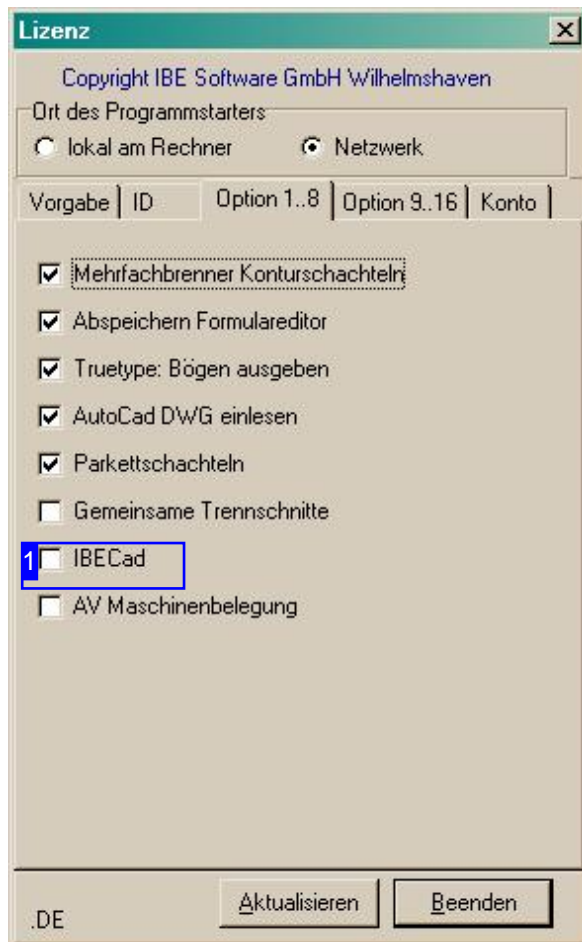 Lizenz
Copyright IBE Software GmbH Wilhelmshaven
Ort des Programmstarters
lokal am Rechner Netzwerk
Vorgabe ID Option 1..8 Option 9..16 Konto
Mehrfachbrenner Konturschachteln
Abspeichern Formulareditor
Truetype: Bögen ausgeben
AutoCad DWG einlesen
Parkettschachteln
Gemeinsame Trennschnitte
1 IBECad
AV Maschinenbelegung
.DE Aktualisieren Beenden